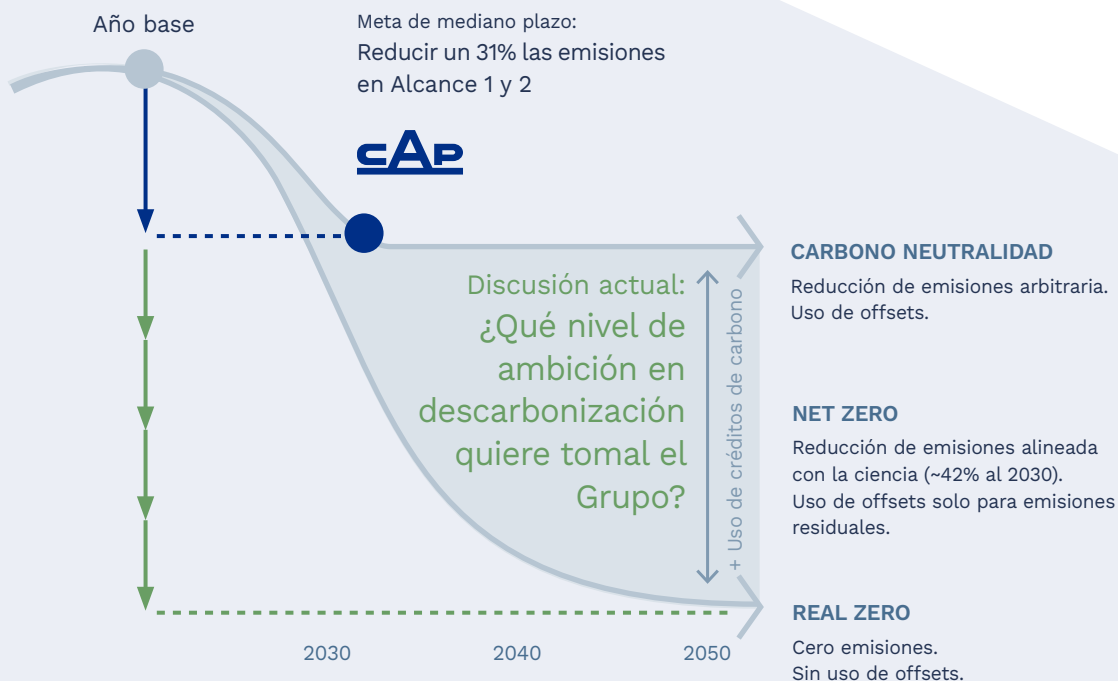 Año base
Meta de mediano plazo:
Reducir un 31% las emisiones
en Alcance 1 y 2
CAP
Discusión actual:
¿Qué nivel de
ambición en
descarbonización
quiere tomal el
Grupo?
+ Uso de créditos de carbono
CARBONO NEUTRALIDAD
Reducción de emisiones arbitraria.
Uso de offsets.
NET ZERO
Reducción de emisiones alineada
con la ciencia (~42% al 2030).
Uso de offsets solo para emisiones
residuales.
REAL ZERO
Cero emisiones.
Sin uso de offsets.
2030
2040
2050